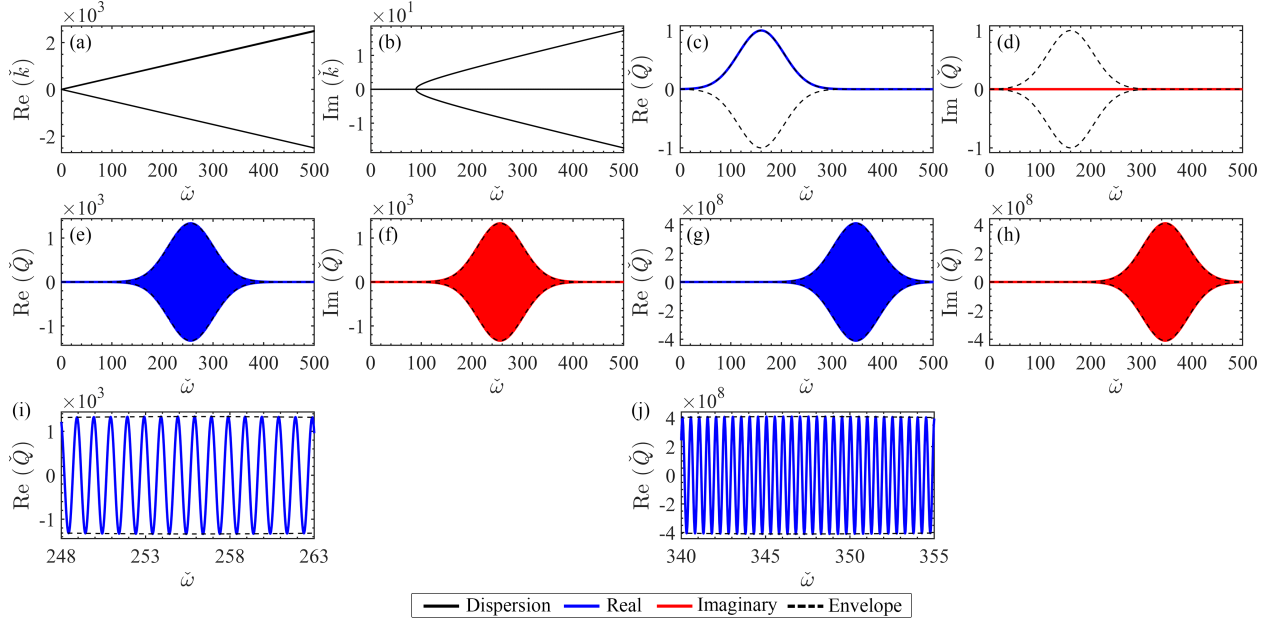 ×10³ ×10¹
(a) (b) (c) (d)
2 1 1 1
0 0 0 0
-2 -1 -1 -1
Re (ǩ) Im (ǩ) Re (Q̌) Im (Q̌)
0 100 200 300 400 500 0 100 200 300 400 500 0 100 200 300 400 500 0 100 200 300 400 500
ω̌ ω̌ ω̌ ω̌
×10³ ×10³ ×10⁸ ×10⁸
(e) (f) (g) (h)
1 1 4 4
2 2
0 0 0 0
-2 -2
-1 -1 -4 -4
Re (Q̌) Im (Q̌) Re (Q̌) Im (Q̌)
0 100 200 300 400 500 0 100 200 300 400 500 0 100 200 300 400 500 0 100 200 300 400 500
ω̌ ω̌ ω̌ ω̌
(i) ×10³ (j) ×10⁸
1 4
2
0 0
-2
-1 -4
Re (Q̌) Re (Q̌)
248 253 258 263 340 345 350 355
ω̌ ω̌
Dispersion Real Imaginary Envelope